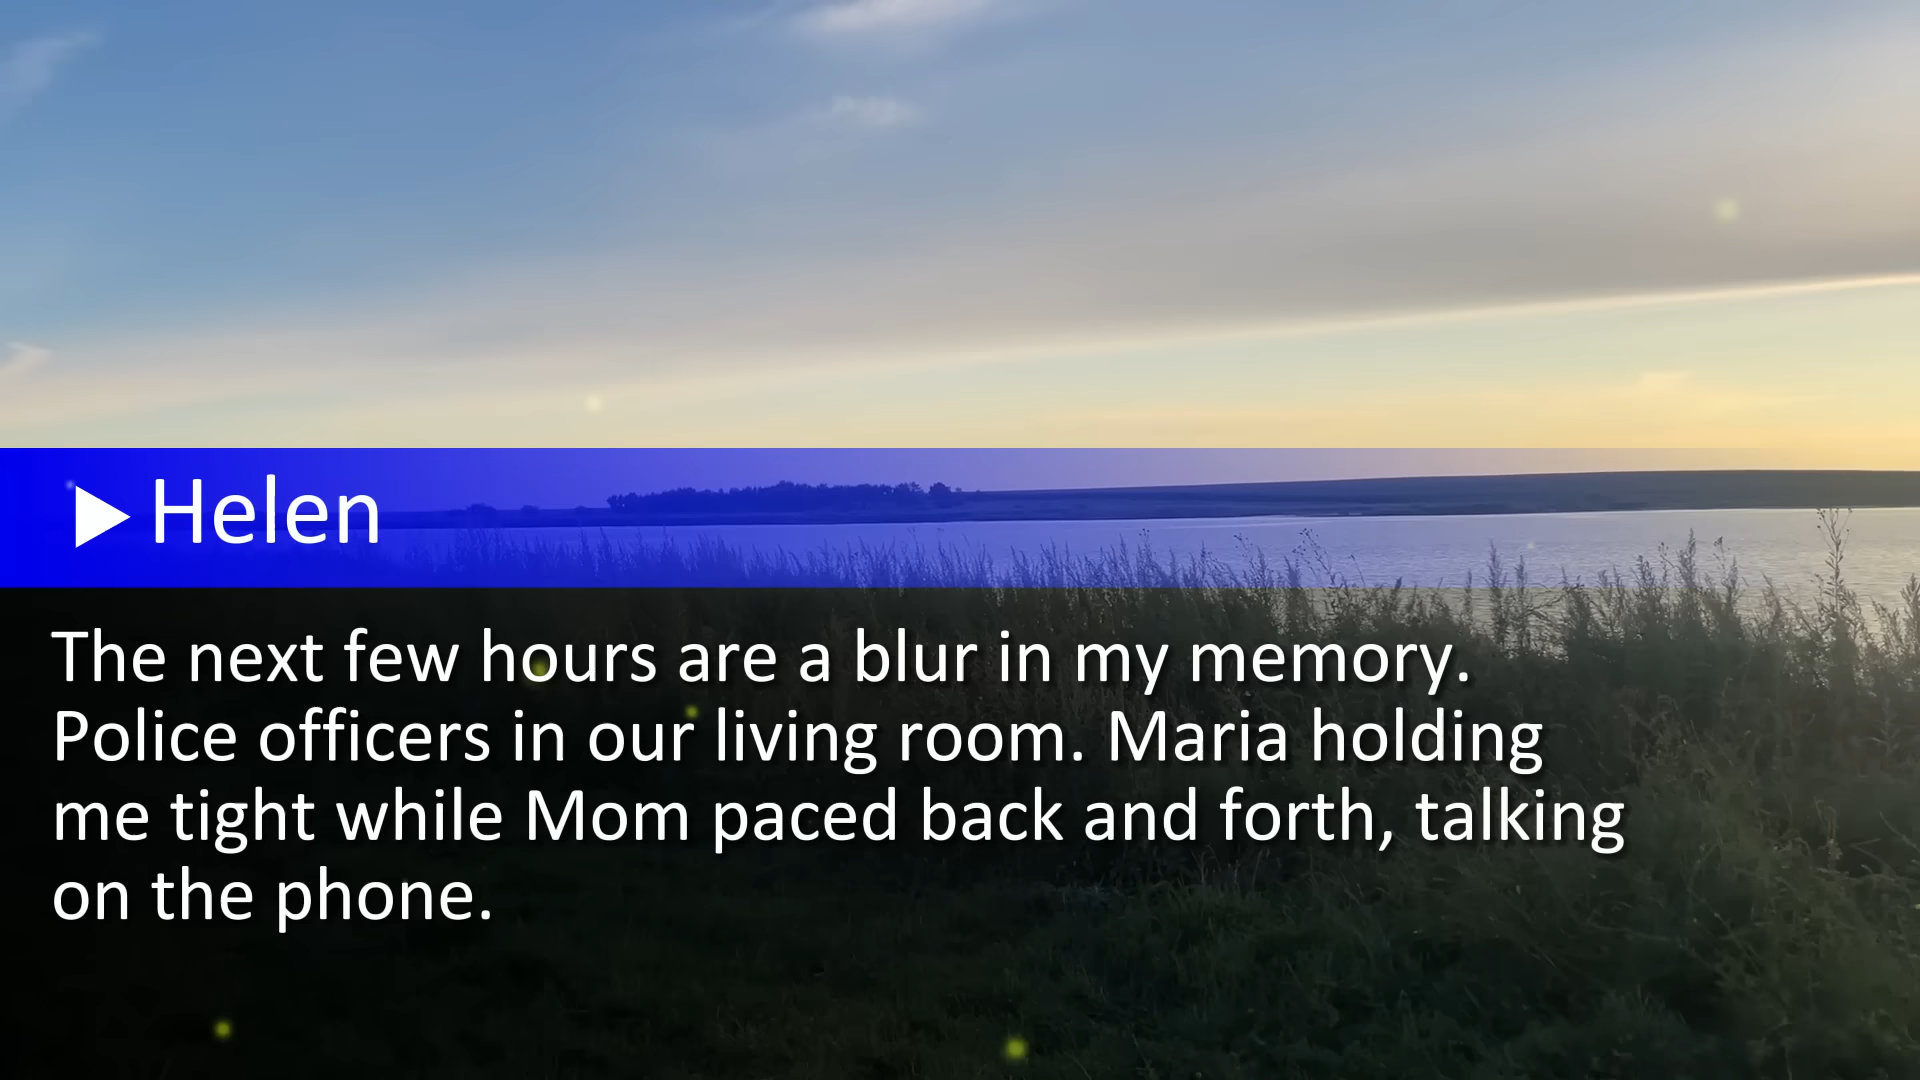 Helen
The next few hours are a blur in my memory.
Police officers in our living room. Maria holding
me tight while Mom paced back and forth, talking
on the phone.